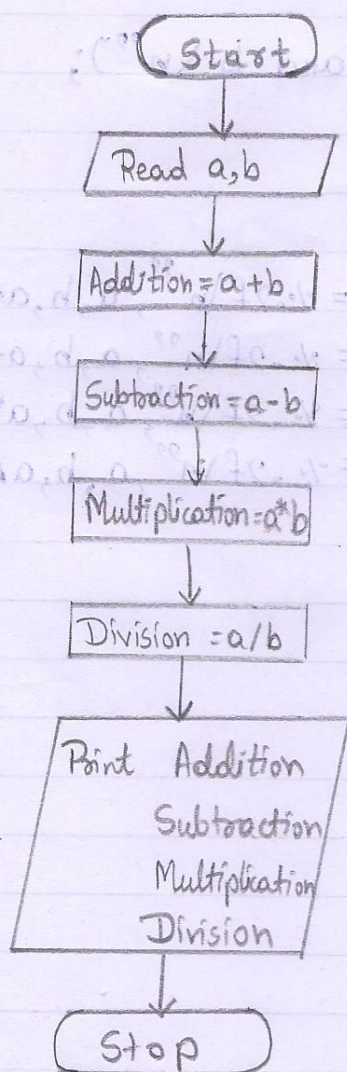 Start
Read a,b
Addition = a + b
Subtraction = a - b
Multiplication = a * b
Division = a / b
Print Addition
Subtraction
Multiplication
Division
Stop